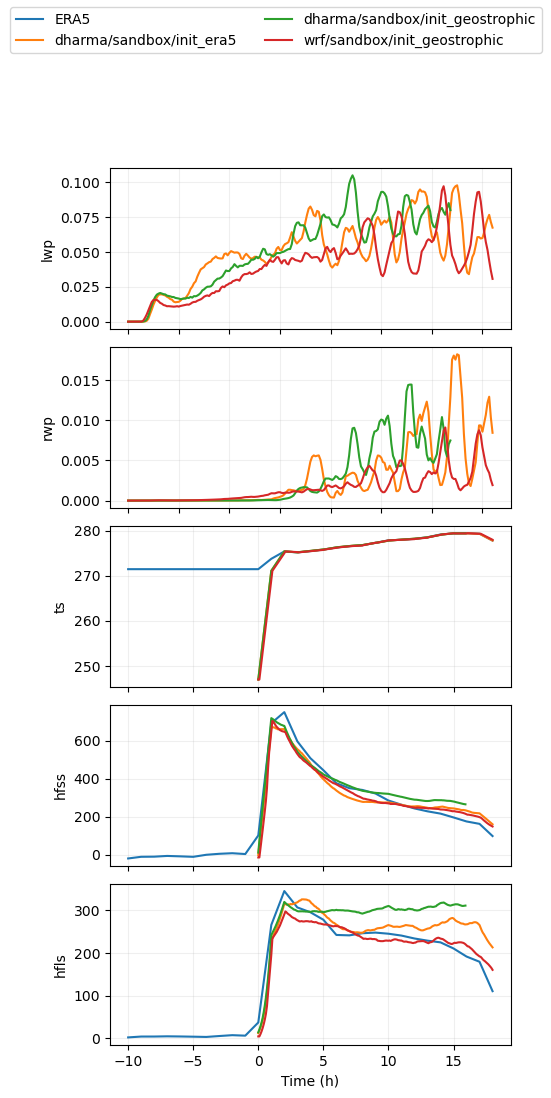 ERA5
dharma/sandbox/init_era5
dharma/sandbox/init_geostrophic
wrf/sandbox/init_geostrophic
0.100
0.075
0.050
0.025
0.000
lwp
0.015
0.010
0.005
0.000
rwp
280
270
260
250
ts
600
400
200
0
hfss
300
200
100
0
hfls
−10
−5
0
5
10
15
Time (h)